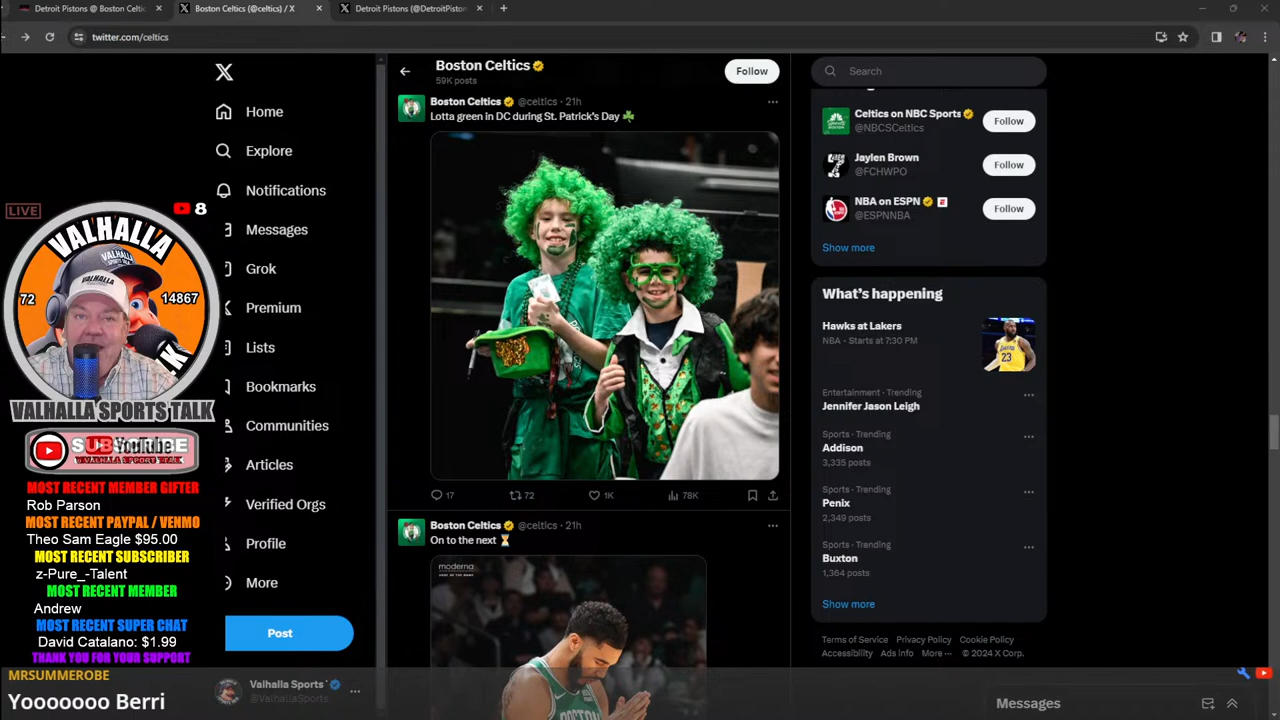 Detroit Pistons @ Boston Celtics
Boston Celtics (@celtics) / X
Detroit Pistons (@DetroitPiston
twitter.com/celtics
LIVE
8
VALHALLA
VALHALLA
72
14867
VALHALLA SPORTS TALK
SUBSCRIBE
YouTube
MOST RECENT MEMBER GIFTER
Rob Parson
MOST RECENT PAYPAL / VENMO
Theo Sam Eagle $95.00
MOST RECENT SUBSCRIBER
z-Pure_-Talent
MOST RECENT MEMBER
Andrew
MOST RECENT SUPER CHAT
David Catalano: $1.99
THANK YOU FOR YOUR SUPPORT
MRSUMMEROBE
Yooooooo Berri
Home
Explore
Notifications
Messages
Grok
Premium
Lists
Bookmarks
Communities
Articles
Verified Orgs
Profile
More
Post
Valhalla Sports
@ValhallaSports
Boston Celtics
59K posts
Follow
Boston Celtics @celtics · 21h
Lotta green in DC during St. Patrick's Day ☘️
17 72 1K 78K
Boston Celtics @celtics · 21h
On to the next ⏳
moderna
BOSTON
Search
Celtics on NBC Sports
@NBCSCeltics
Follow
Jaylen Brown
@FCHWPO
Follow
NBA on ESPN
@ESPNNBA
Follow
Show more
What's happening
Hawks at Lakers
NBA · Starts at 7:30 PM
Entertainment · Trending
Jennifer Jason Leigh
Sports · Trending
Addison
3,335 posts
Sports · Trending
Penix
2,349 posts
Sports · Trending
Buxton
1,364 posts
Show more
Terms of Service Privacy Policy Cookie Policy
Accessibility Ads info More ··· © 2024 X Corp.
Messages